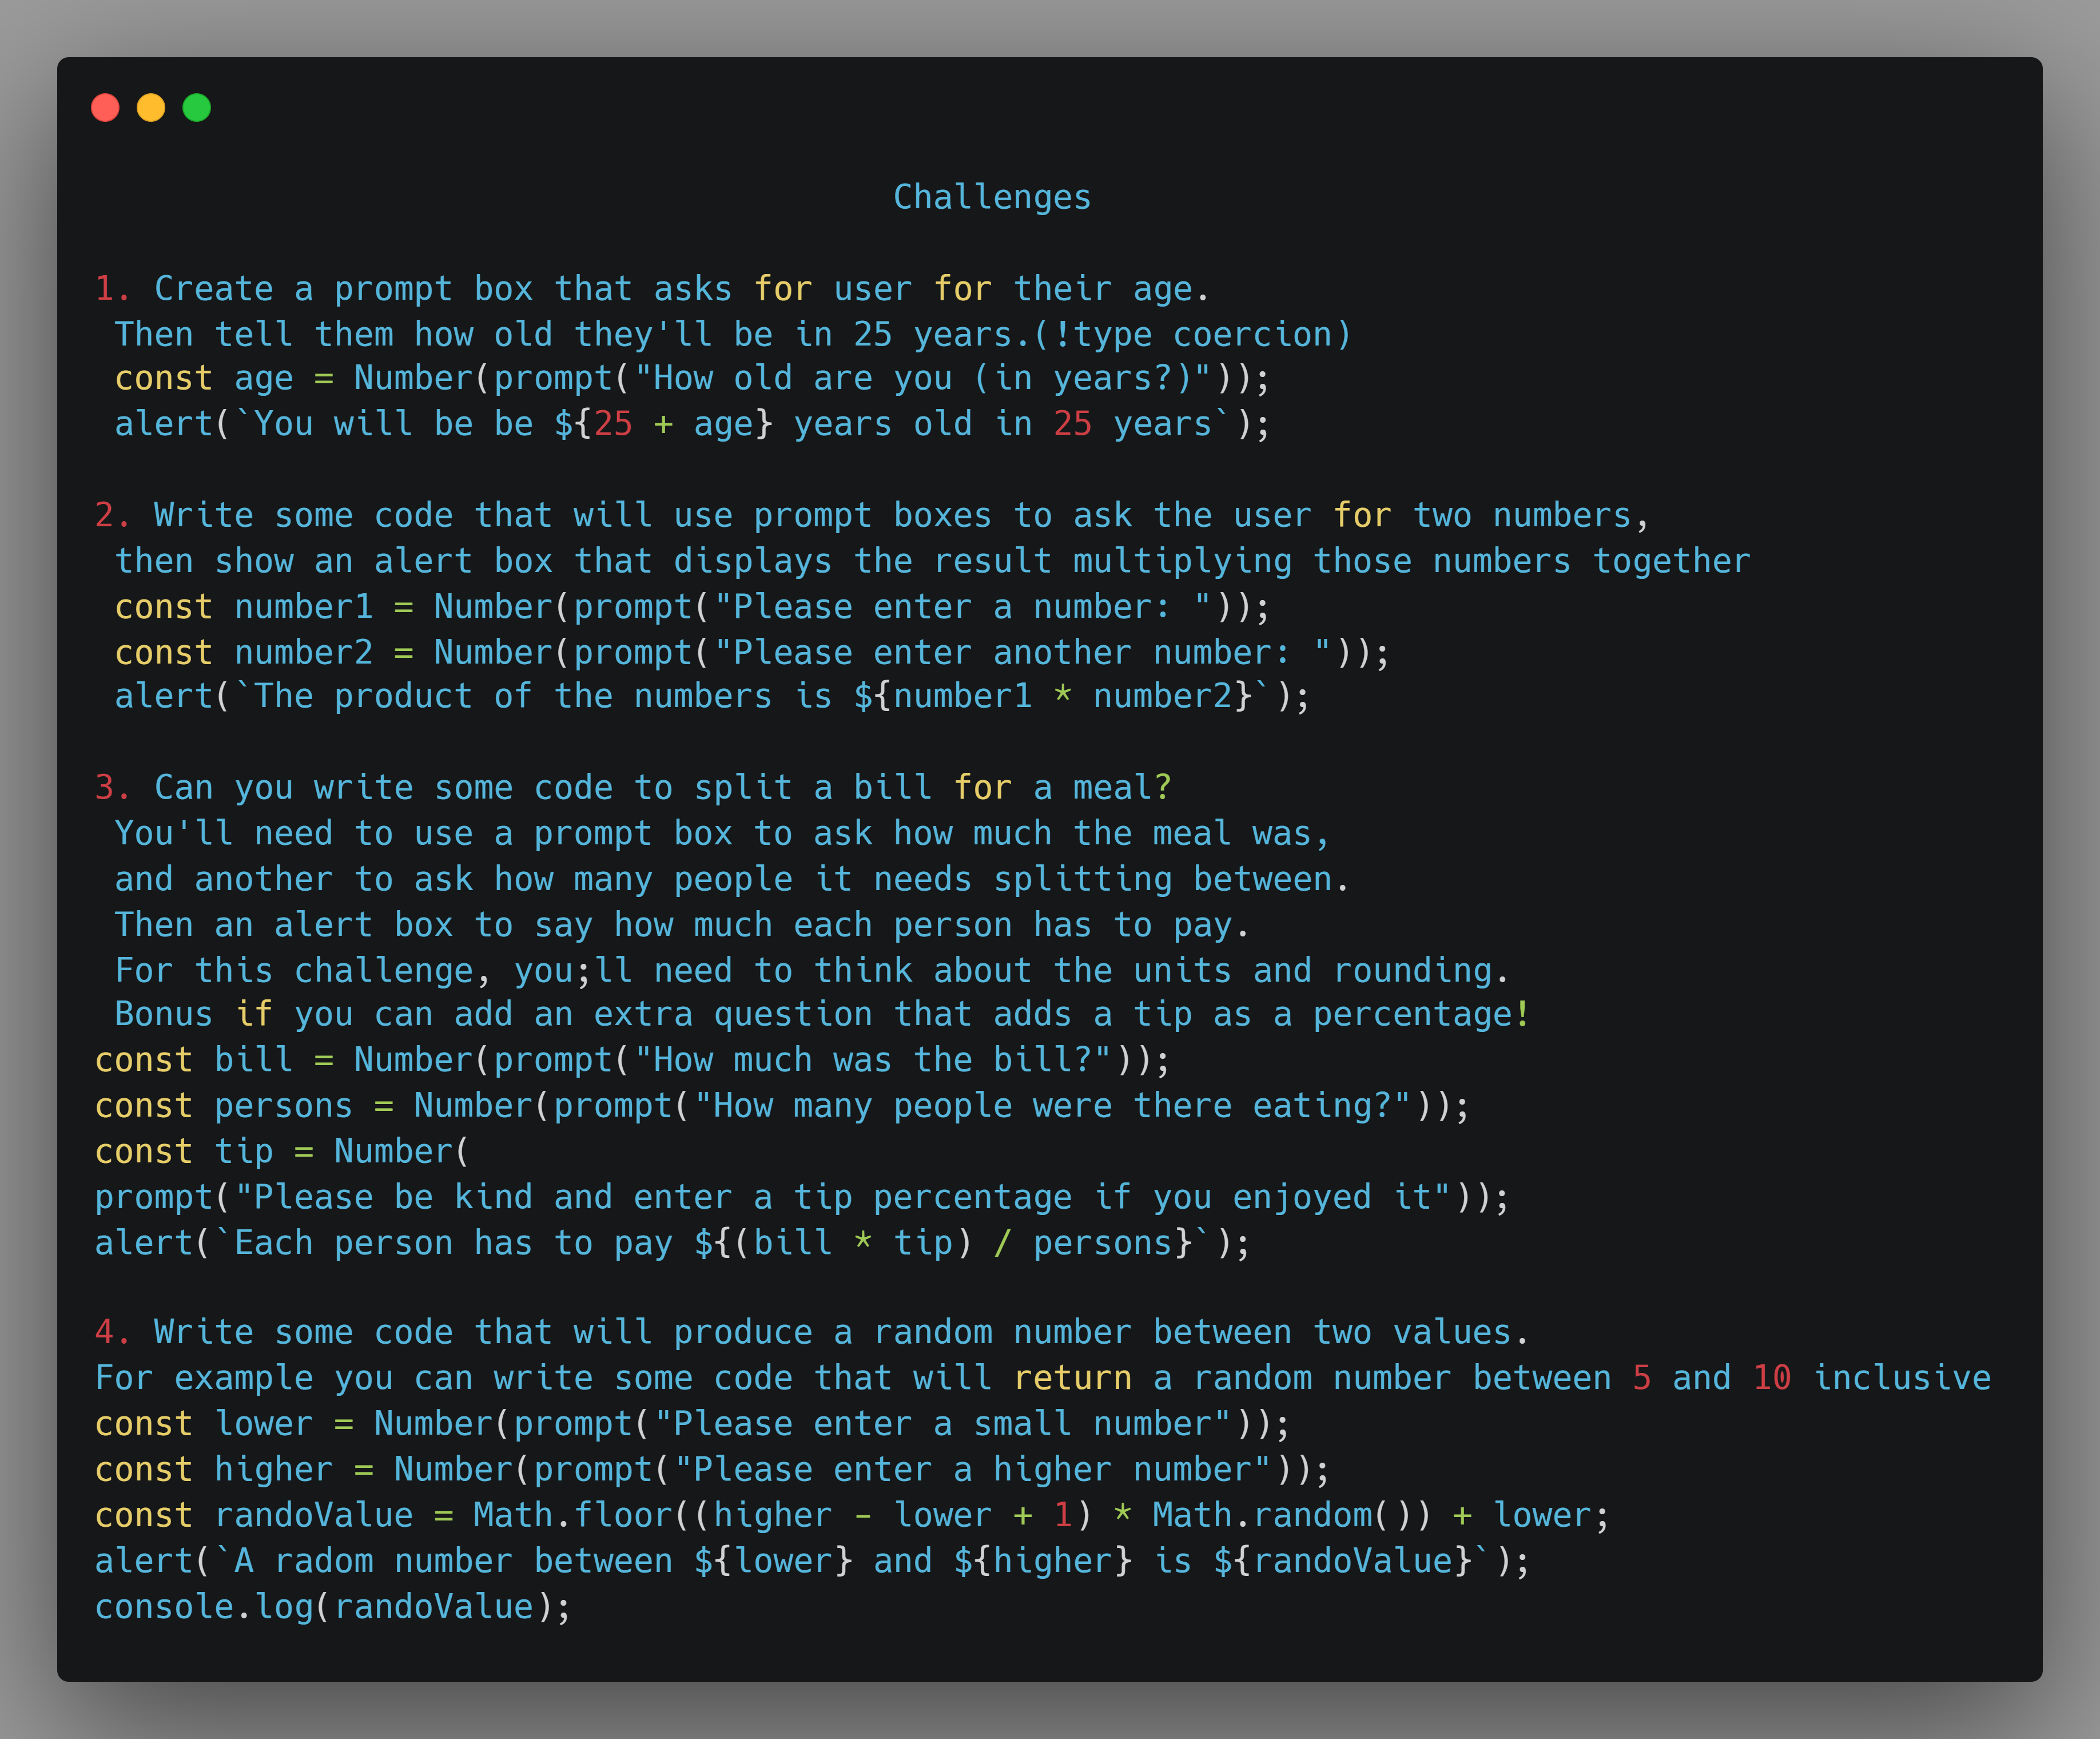 Challenges
1. Create a prompt box that asks for user for their age.
Then tell them how old they'll be in 25 years.(!type coercion)
const age = Number(prompt("How old are you (in years?)"));
alert(`You will be be ${25 + age} years old in 25 years`);
2. Write some code that will use prompt boxes to ask the user for two numbers,
then show an alert box that displays the result multiplying those numbers together
const number1 = Number(prompt("Please enter a number: "));
const number2 = Number(prompt("Please enter another number: "));
alert(`The product of the numbers is ${number1 * number2}`);
3. Can you write some code to split a bill for a meal?
You'll need to use a prompt box to ask how much the meal was,
and another to ask how many people it needs splitting between.
Then an alert box to say how much each person has to pay.
For this challenge, you;ll need to think about the units and rounding.
Bonus if you can add an extra question that adds a tip as a percentage!
const bill = Number(prompt("How much was the bill?"));
const persons = Number(prompt("How many people were there eating?"));
const tip = Number(
prompt("Please be kind and enter a tip percentage if you enjoyed it"));
alert(`Each person has to pay ${(bill * tip) / persons}`);
4. Write some code that will produce a random number between two values.
For example you can write some code that will return a random number between 5 and 10 inclusive
const lower = Number(prompt("Please enter a small number"));
const higher = Number(prompt("Please enter a higher number"));
const randoValue = Math.floor((higher - lower + 1) * Math.random()) + lower;
alert(`A radom number between ${lower} and ${higher} is ${randoValue}`);
console.log(randoValue);